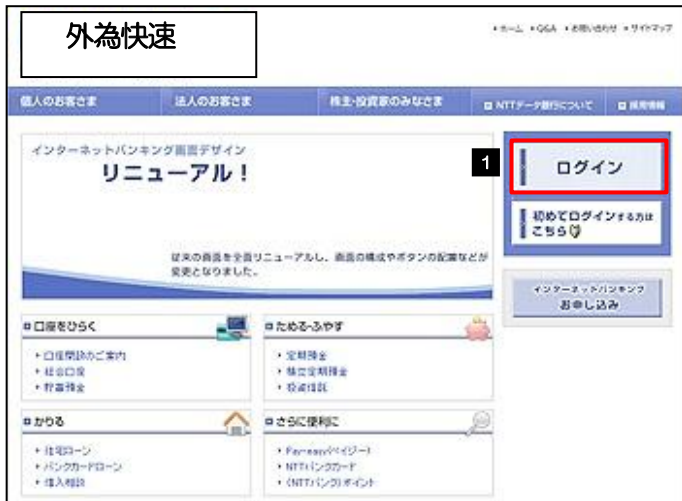 外為快速
・ホーム ・Q&A ・お問い合わせ ・サイトマップ
個人のお客さま 法人のお客さま 株主・投資家のみなさま NTTデータ銀行について 採用情報
インターネットバンキング画面デザイン
リニューアル！
従来の画面を全面リニューアルし、画面の構成やボタンの配置などが
変更となりました。
1 ログイン
初めてログインする方は
こちら
インターネットバンキング
お申し込み
口座をひらく
・口座開設のご案内
・総合口座
・貯蓄預金
ためる・ふやす
・定期預金
・積立定期預金
・投資信託
かりる
・住宅ローン
・バンクカードローン
・借入相談
さらに便利に
・Pay-easy(ペイジー)
・NTTバンクカード
・〈NTTバンク〉ポイント